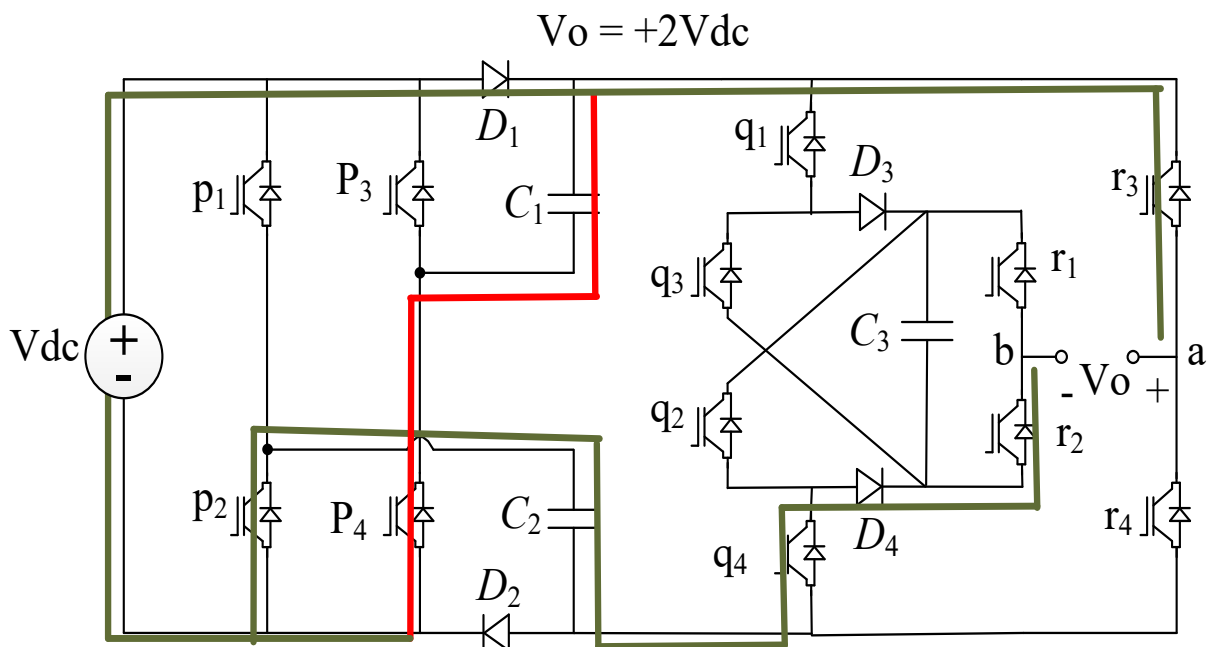 Vo = +2Vdc
D1
q1
D3
p1
P3
C1
r3
q3
r1
Vdc
+
-
C3
b
a
- Vo +
q2
r2
p2
P4
C2
q4
D4
r4
D2